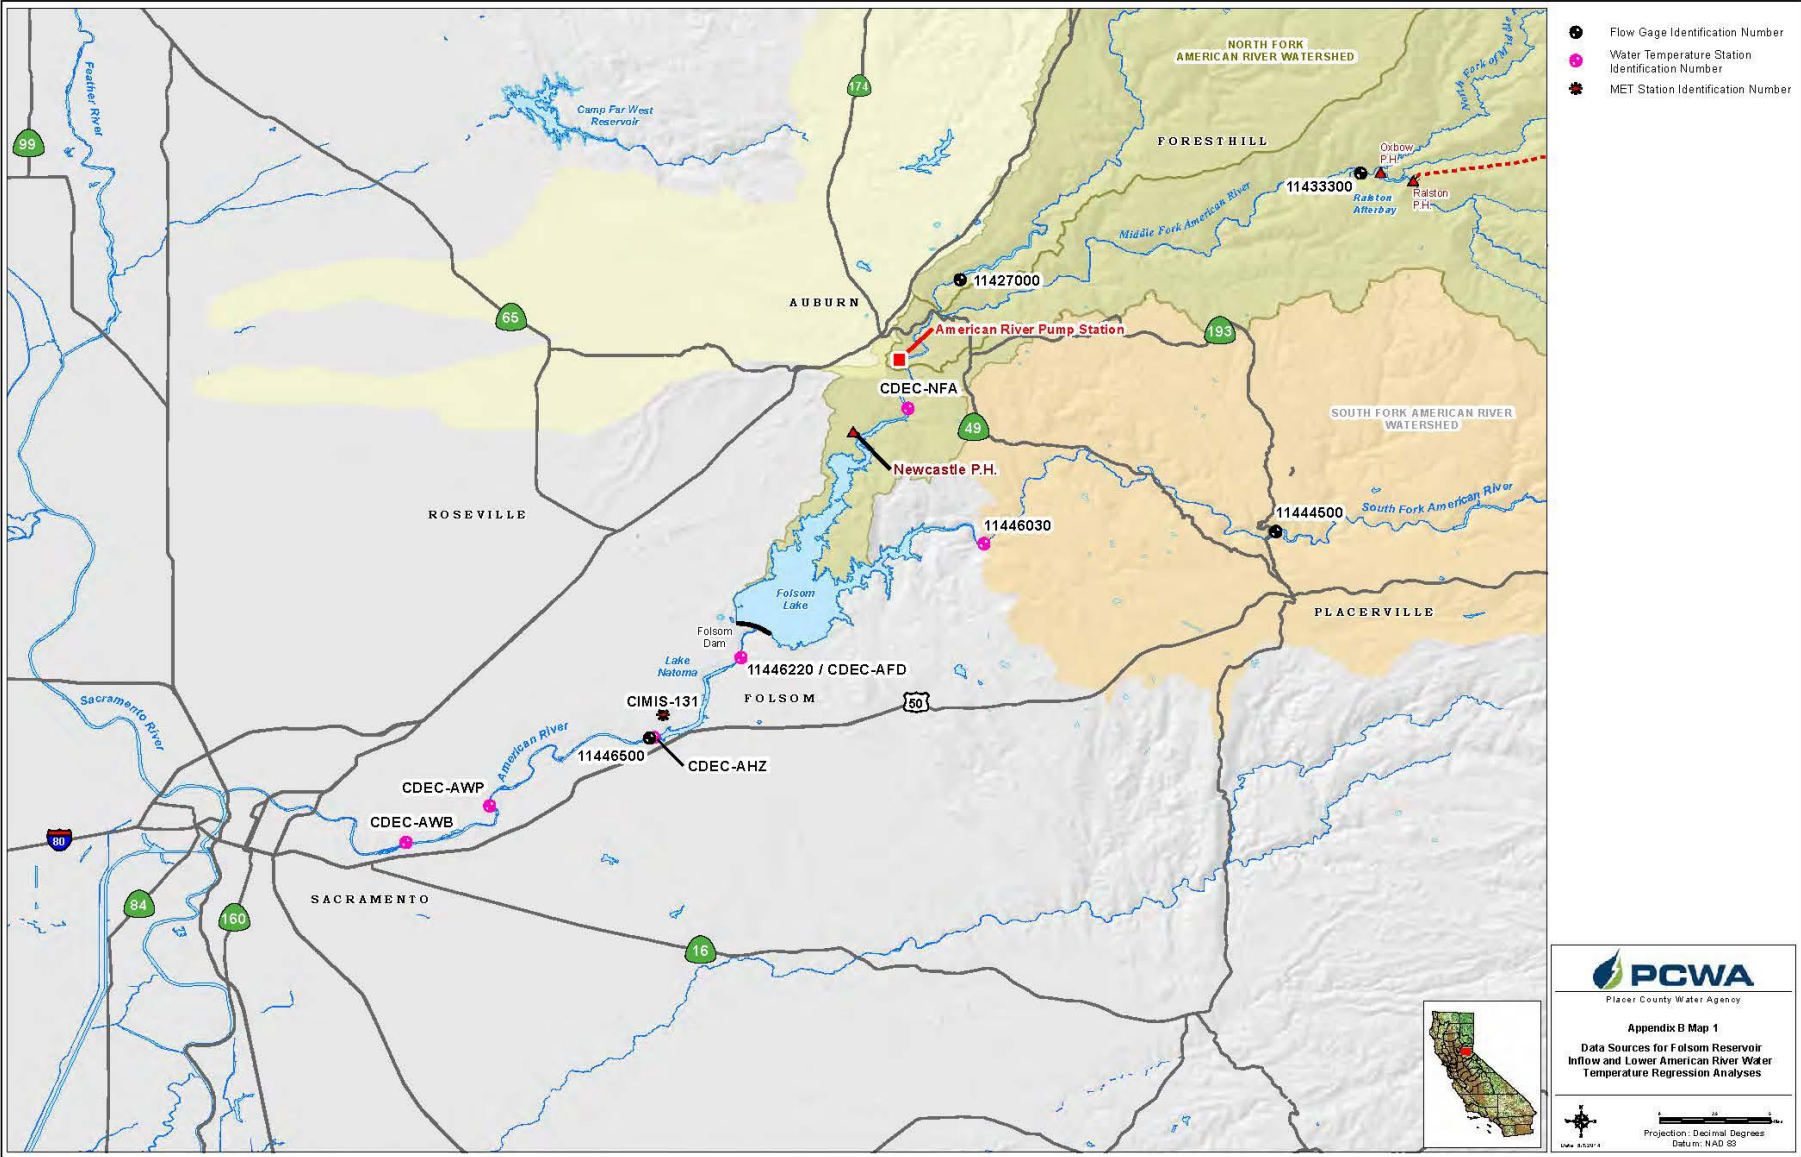 Flow Gage Identification Number
Water Temperature Station
Identification Number
MET Station Identification Number
NORTH FORK
AMERICAN RIVER WATERSHED
Feather River
174
Camp Far West
Reservoir
99
FORESTHILL
Oxbow
P.H.
11433300
Ralston
Afterbay
Ralston
P.H.
Middle Fork American River
11427000
AUBURN
65
American River Pump Station
193
CDEC-NFA
SOUTH FORK AMERICAN RIVER
WATERSHED
49
Newcastle P.H.
ROSEVILLE
11446030
11444500
South Fork American River
Folsom
Lake
PLACERVILLE
Folsom
Dam
Lake
Natoma
11446220 / CDEC-AFD
CIMIS-131
FOLSOM
50
Sacramento River
American River
11446500
CDEC-AHZ
CDEC-AWP
CDEC-AWB
80
84
160
SACRAMENTO
16
PCWA
Placer County Water Agency
Appendix B Map 1
Data Sources for Folsom Reservoir
Inflow and Lower American River Water
Temperature Regression Analyses
Projection: Decimal Degrees
Datum: NAD 83